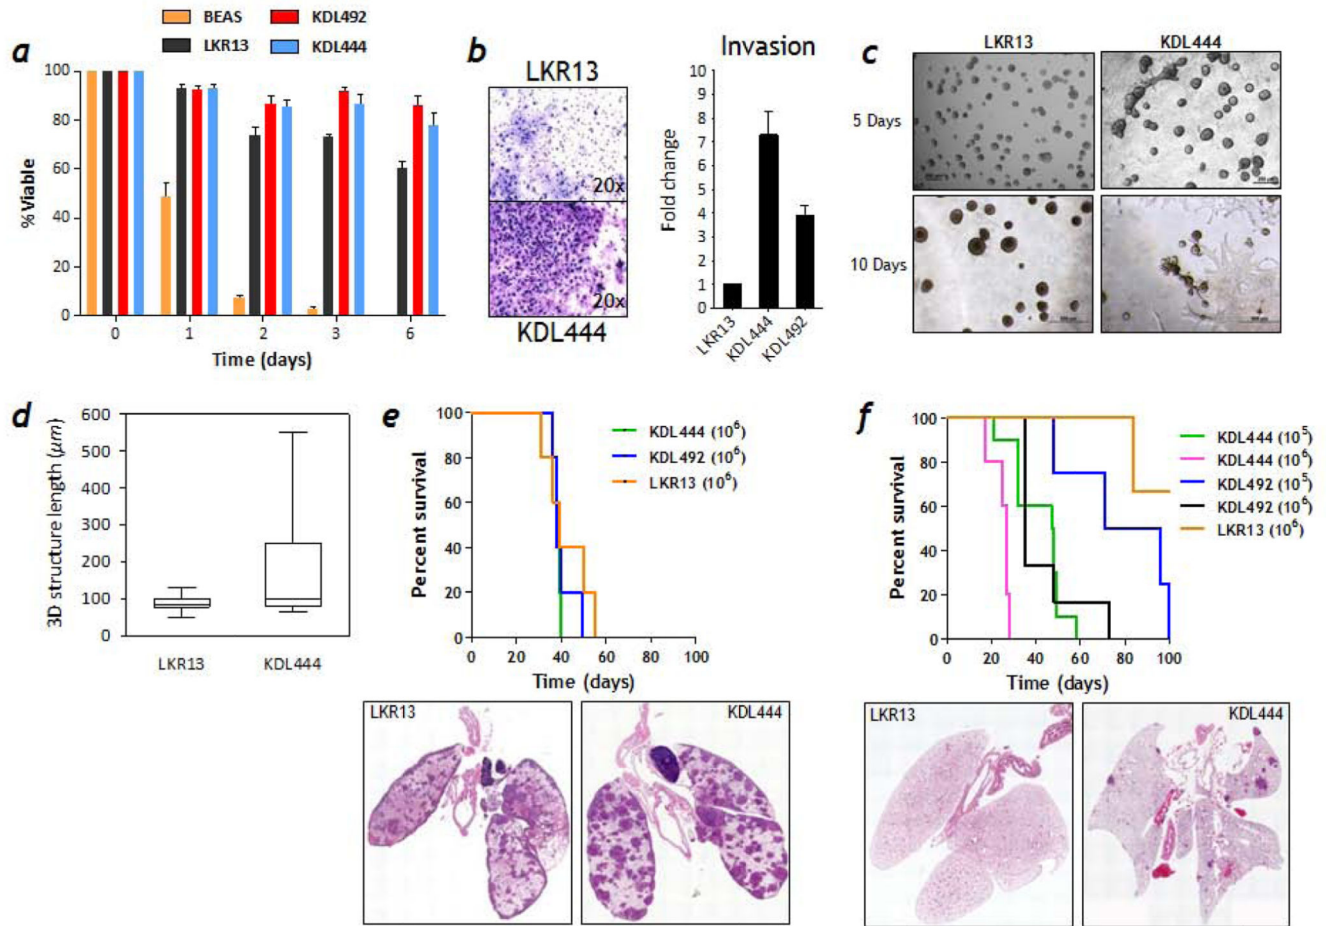 BEAS KDL492
LKR13 KDL444
a
100
80
60
40
20
0
% Viable
0 1 2 3 6
Time (days)
b
LKR13
20x
20x
KDL444
Invasion
10
9
8
7
6
5
4
3
2
1
0
Fold change
LKR13 KDL444 KDL492
c
LKR13 KDL444
5 Days
10 Days
d
600
500
400
300
200
100
0
3D structure length (µm)
LKR13 KDL444
e
100
80
60
40
20
0
Percent survival
KDL444 (10⁶)
KDL492 (10⁶)
LKR13 (10⁶)
0 20 40 60 80 100
Time (days)
LKR13
KDL444
f
100
80
60
40
20
0
Percent survival
KDL444 (10⁵)
KDL444 (10⁶)
KDL492 (10⁵)
KDL492 (10⁶)
LKR13 (10⁶)
0 20 40 60 80 100
Time (days)
LKR13
KDL444